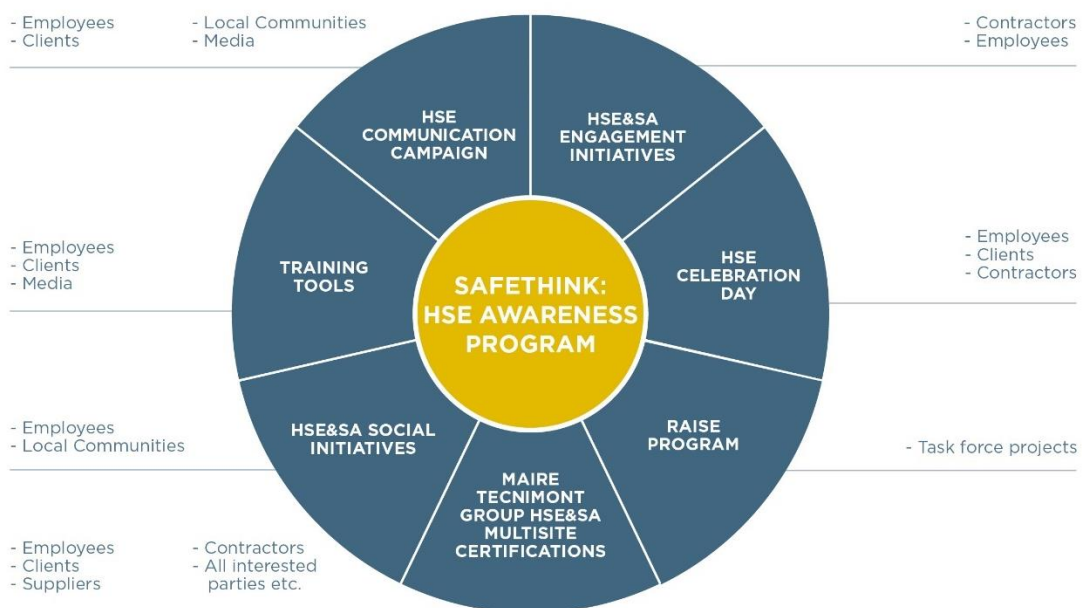 - Employees
- Clients
- Local Communities
- Media
- Contractors
- Employees
HSE
COMMUNICATION
CAMPAIGN
HSE&SA
ENGAGEMENT
INITIATIVES
- Employees
- Clients
- Media
TRAINING
TOOLS
HSE
CELEBRATION
DAY
- Employees
- Clients
- Contractors
SAFETHINK:
HSE AWARENESS
PROGRAM
- Employees
- Local Communities
HSE&SA SOCIAL
INITIATIVES
RAISE
PROGRAM
- Task force projects
MAIRE
TECNIMONT
GROUP HSE&SA
MULTISITE
CERTIFICATIONS
- Employees
- Clients
- Suppliers
- Contractors
- All interested
parties etc.